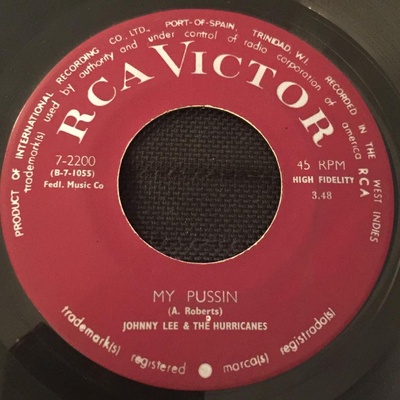 PRODUCT OF INTERNATIONAL RECORDING CO., LTD., PORT-OF-SPAIN TRINIDAD, W.I. RECORDED IN THE WEST INDIES
trademark(s) used by authority and under control of radio corporation of america RCA
RCA VICTOR
7-2200
(B-7-1055)
Fedl. Music Co
45 RPM
HIGH FIDELITY
3.48
MY PUSSIN
(A. Roberts)
JOHNNY LEE & THE HURRICANES
trademark(s) registered marca(s) registrado(s)